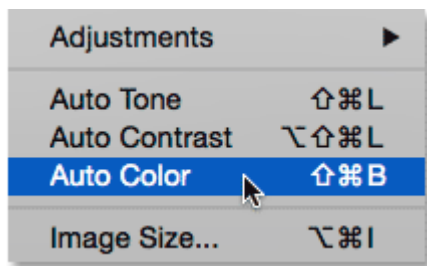 Adjustments ▶
Auto Tone ⇧⌘L
Auto Contrast ⌥⇧⌘L
Auto Color ⇧⌘B
Image Size... ⌥⌘I